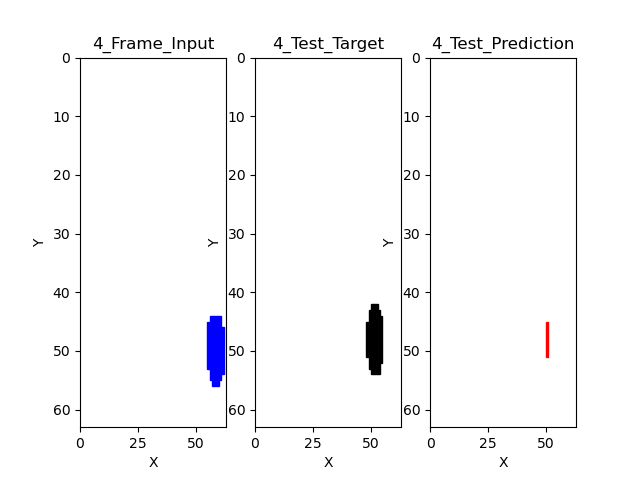 4_Frame_Input
4_Test_Target
4_Test_Prediction
0 0 0
10 10 10
20 20 20
30 30 30
Y Y Y
40 40 40
50 50 50
60 60 60
0 25 50 0 25 50 0 25 50
X X X